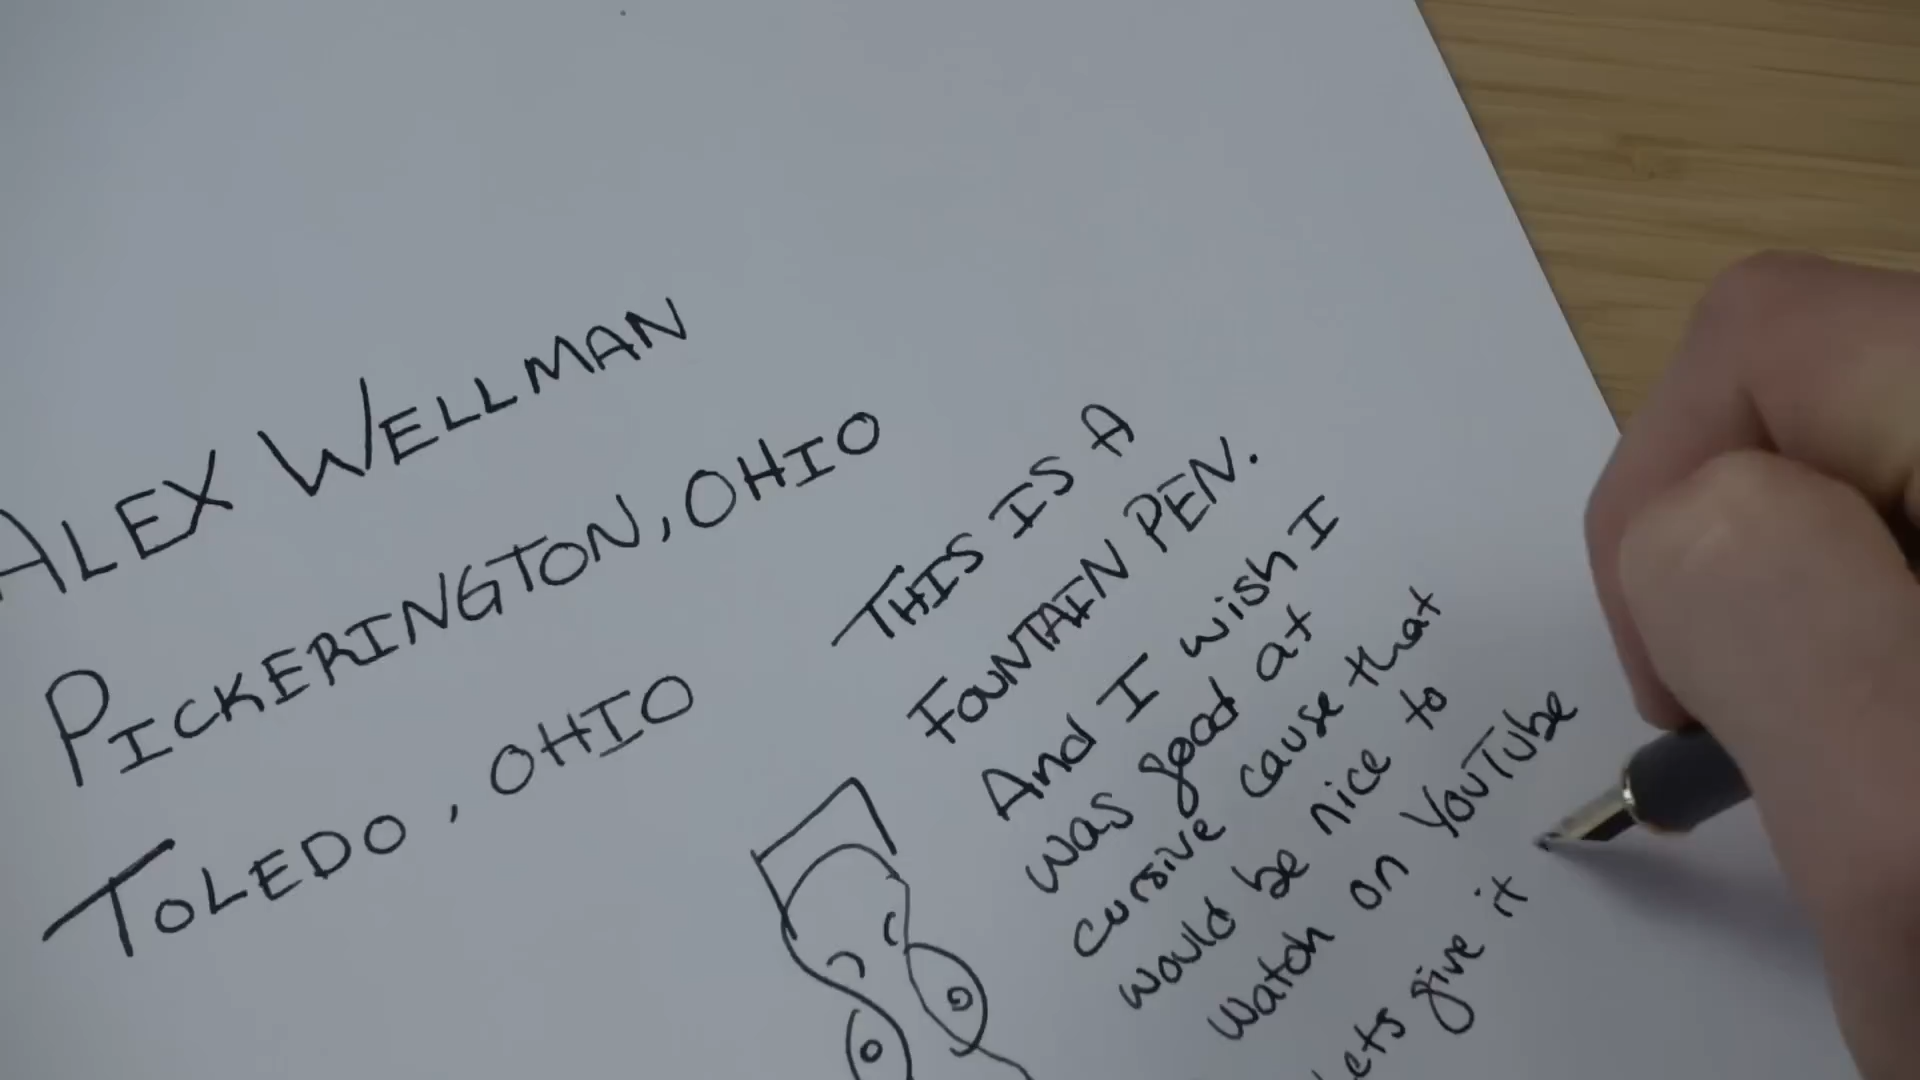 ALEX WELLMAN
PICKERINGTON, OHIO
TOLEDO, OHIO
THIS IS A
FOUNTAIN PEN.
And I wish I
was good at
cursive cause that
would be nice to
watch on YouTube
Lets give it